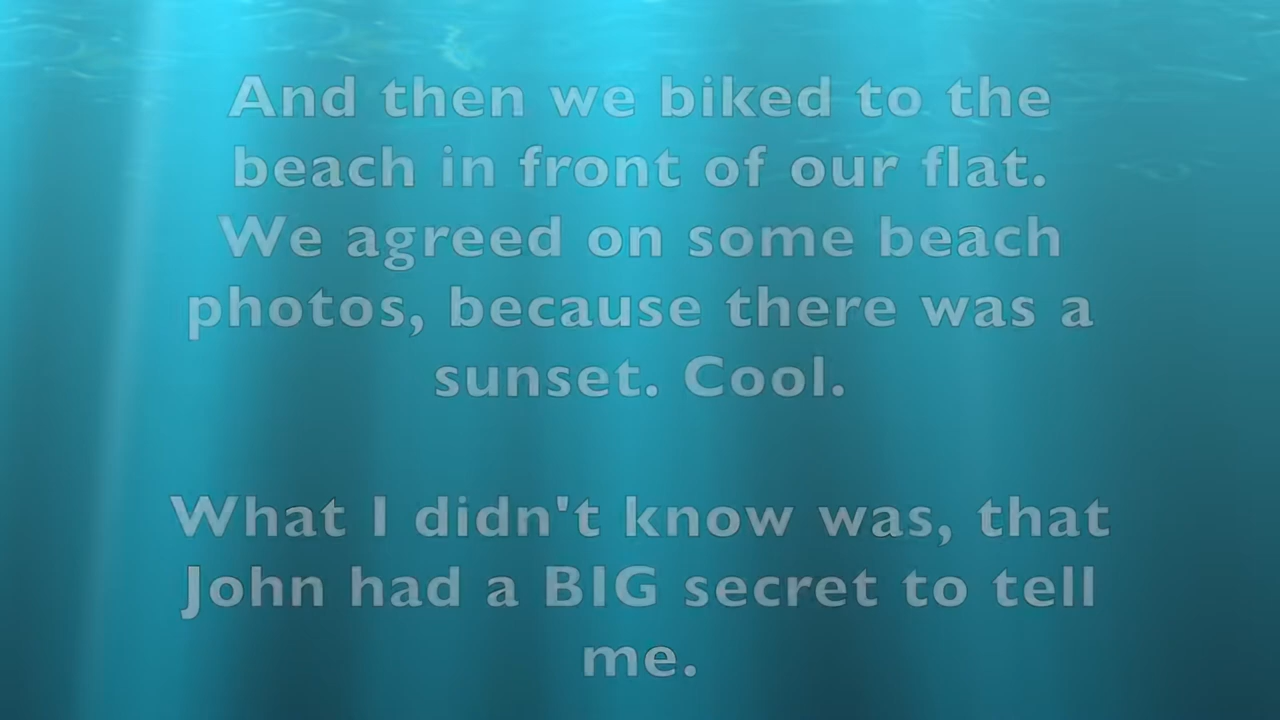 And then we biked to the
beach in front of our flat.
We agreed on some beach
photos, because there was a
sunset. Cool.
What I didn't know was, that
John had a BIG secret to tell
me.